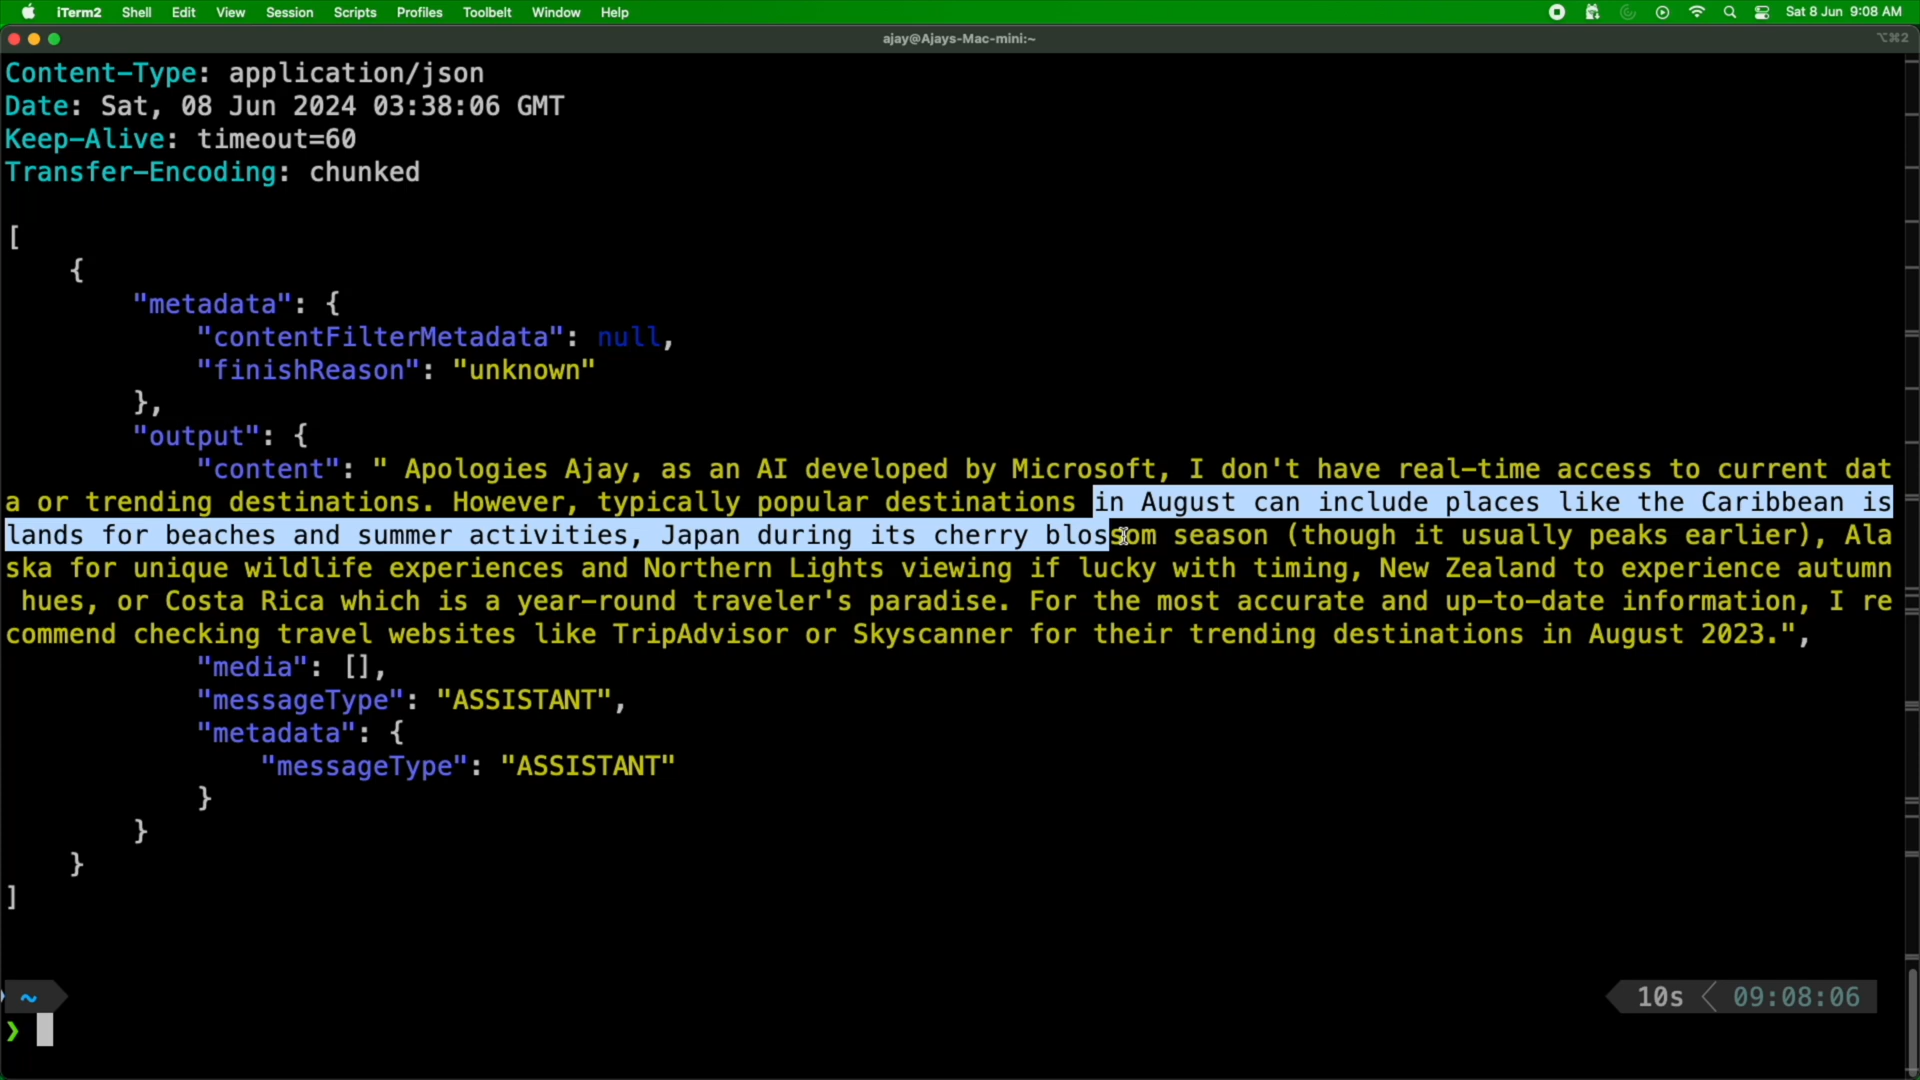 iTerm2 Shell Edit View Session Scripts Profiles Toolbelt Window Help Sat 8 Jun 9:08 AM
ajay@Ajays-Mac-mini:~ ⌥⌘2
Content-Type: application/json
Date: Sat, 08 Jun 2024 03:38:06 GMT
Keep-Alive: timeout=60
Transfer-Encoding: chunked
[
    {
        "metadata": {
            "contentFilterMetadata": null,
            "finishReason": "unknown"
        },
        "output": {
            "content": " Apologies Ajay, as an AI developed by Microsoft, I don't have real-time access to current dat
a or trending destinations. However, typically popular destinations in August can include places like the Caribbean is
lands for beaches and summer activities, Japan during its cherry blossom season (though it usually peaks earlier), Ala
ska for unique wildlife experiences and Northern Lights viewing if lucky with timing, New Zealand to experience autumn
 hues, or Costa Rica which is a year-round traveler's paradise. For the most accurate and up-to-date information, I re
commend checking travel websites like TripAdvisor or Skyscanner for their trending destinations in August 2023.",
            "media": [],
            "messageType": "ASSISTANT",
            "metadata": {
                "messageType": "ASSISTANT"
            }
        }
    }
]
~ 10s 09:08:06
❯